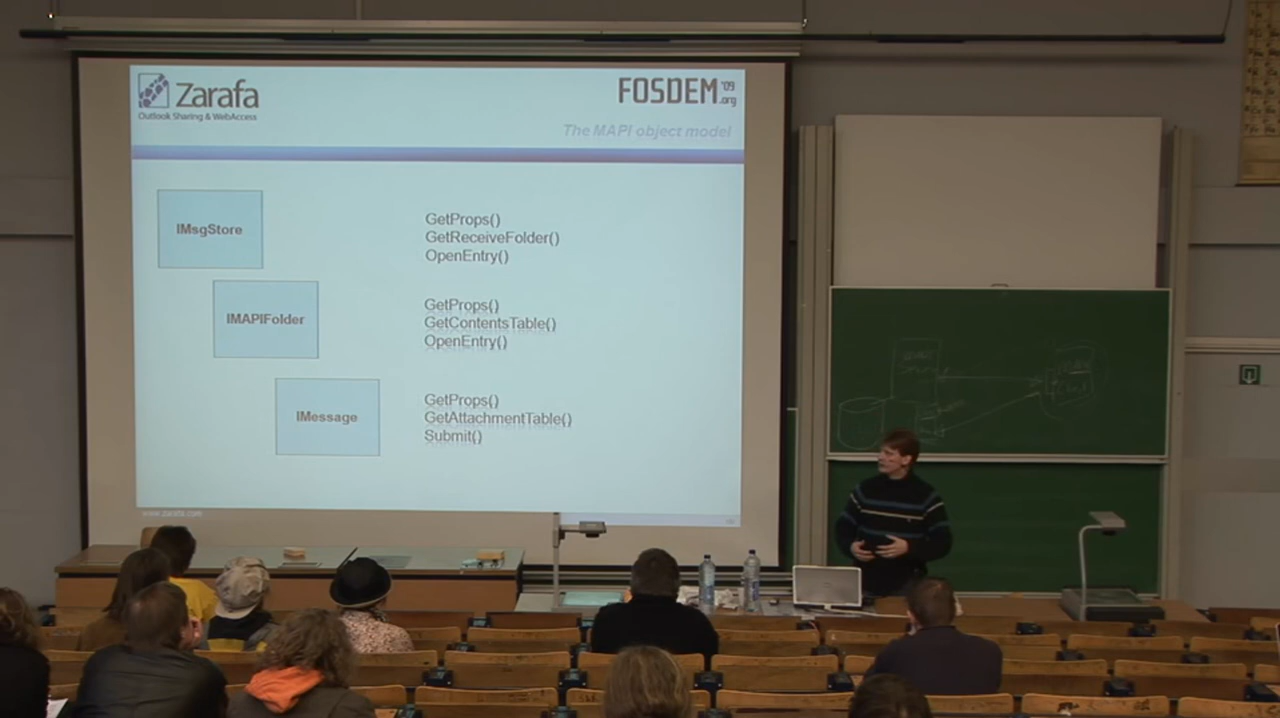 Zarafa
Outlook Sharing & WebAccess
FOSDEM '09
.org
The MAPI object model
IMsgStore
GetProps()
GetReceiveFolder()
OpenEntry()
IMAPIFolder
GetProps()
GetContentsTable()
OpenEntry()
IMessage
GetProps()
GetAttachmentTable()
Submit()
www.zarafa.com